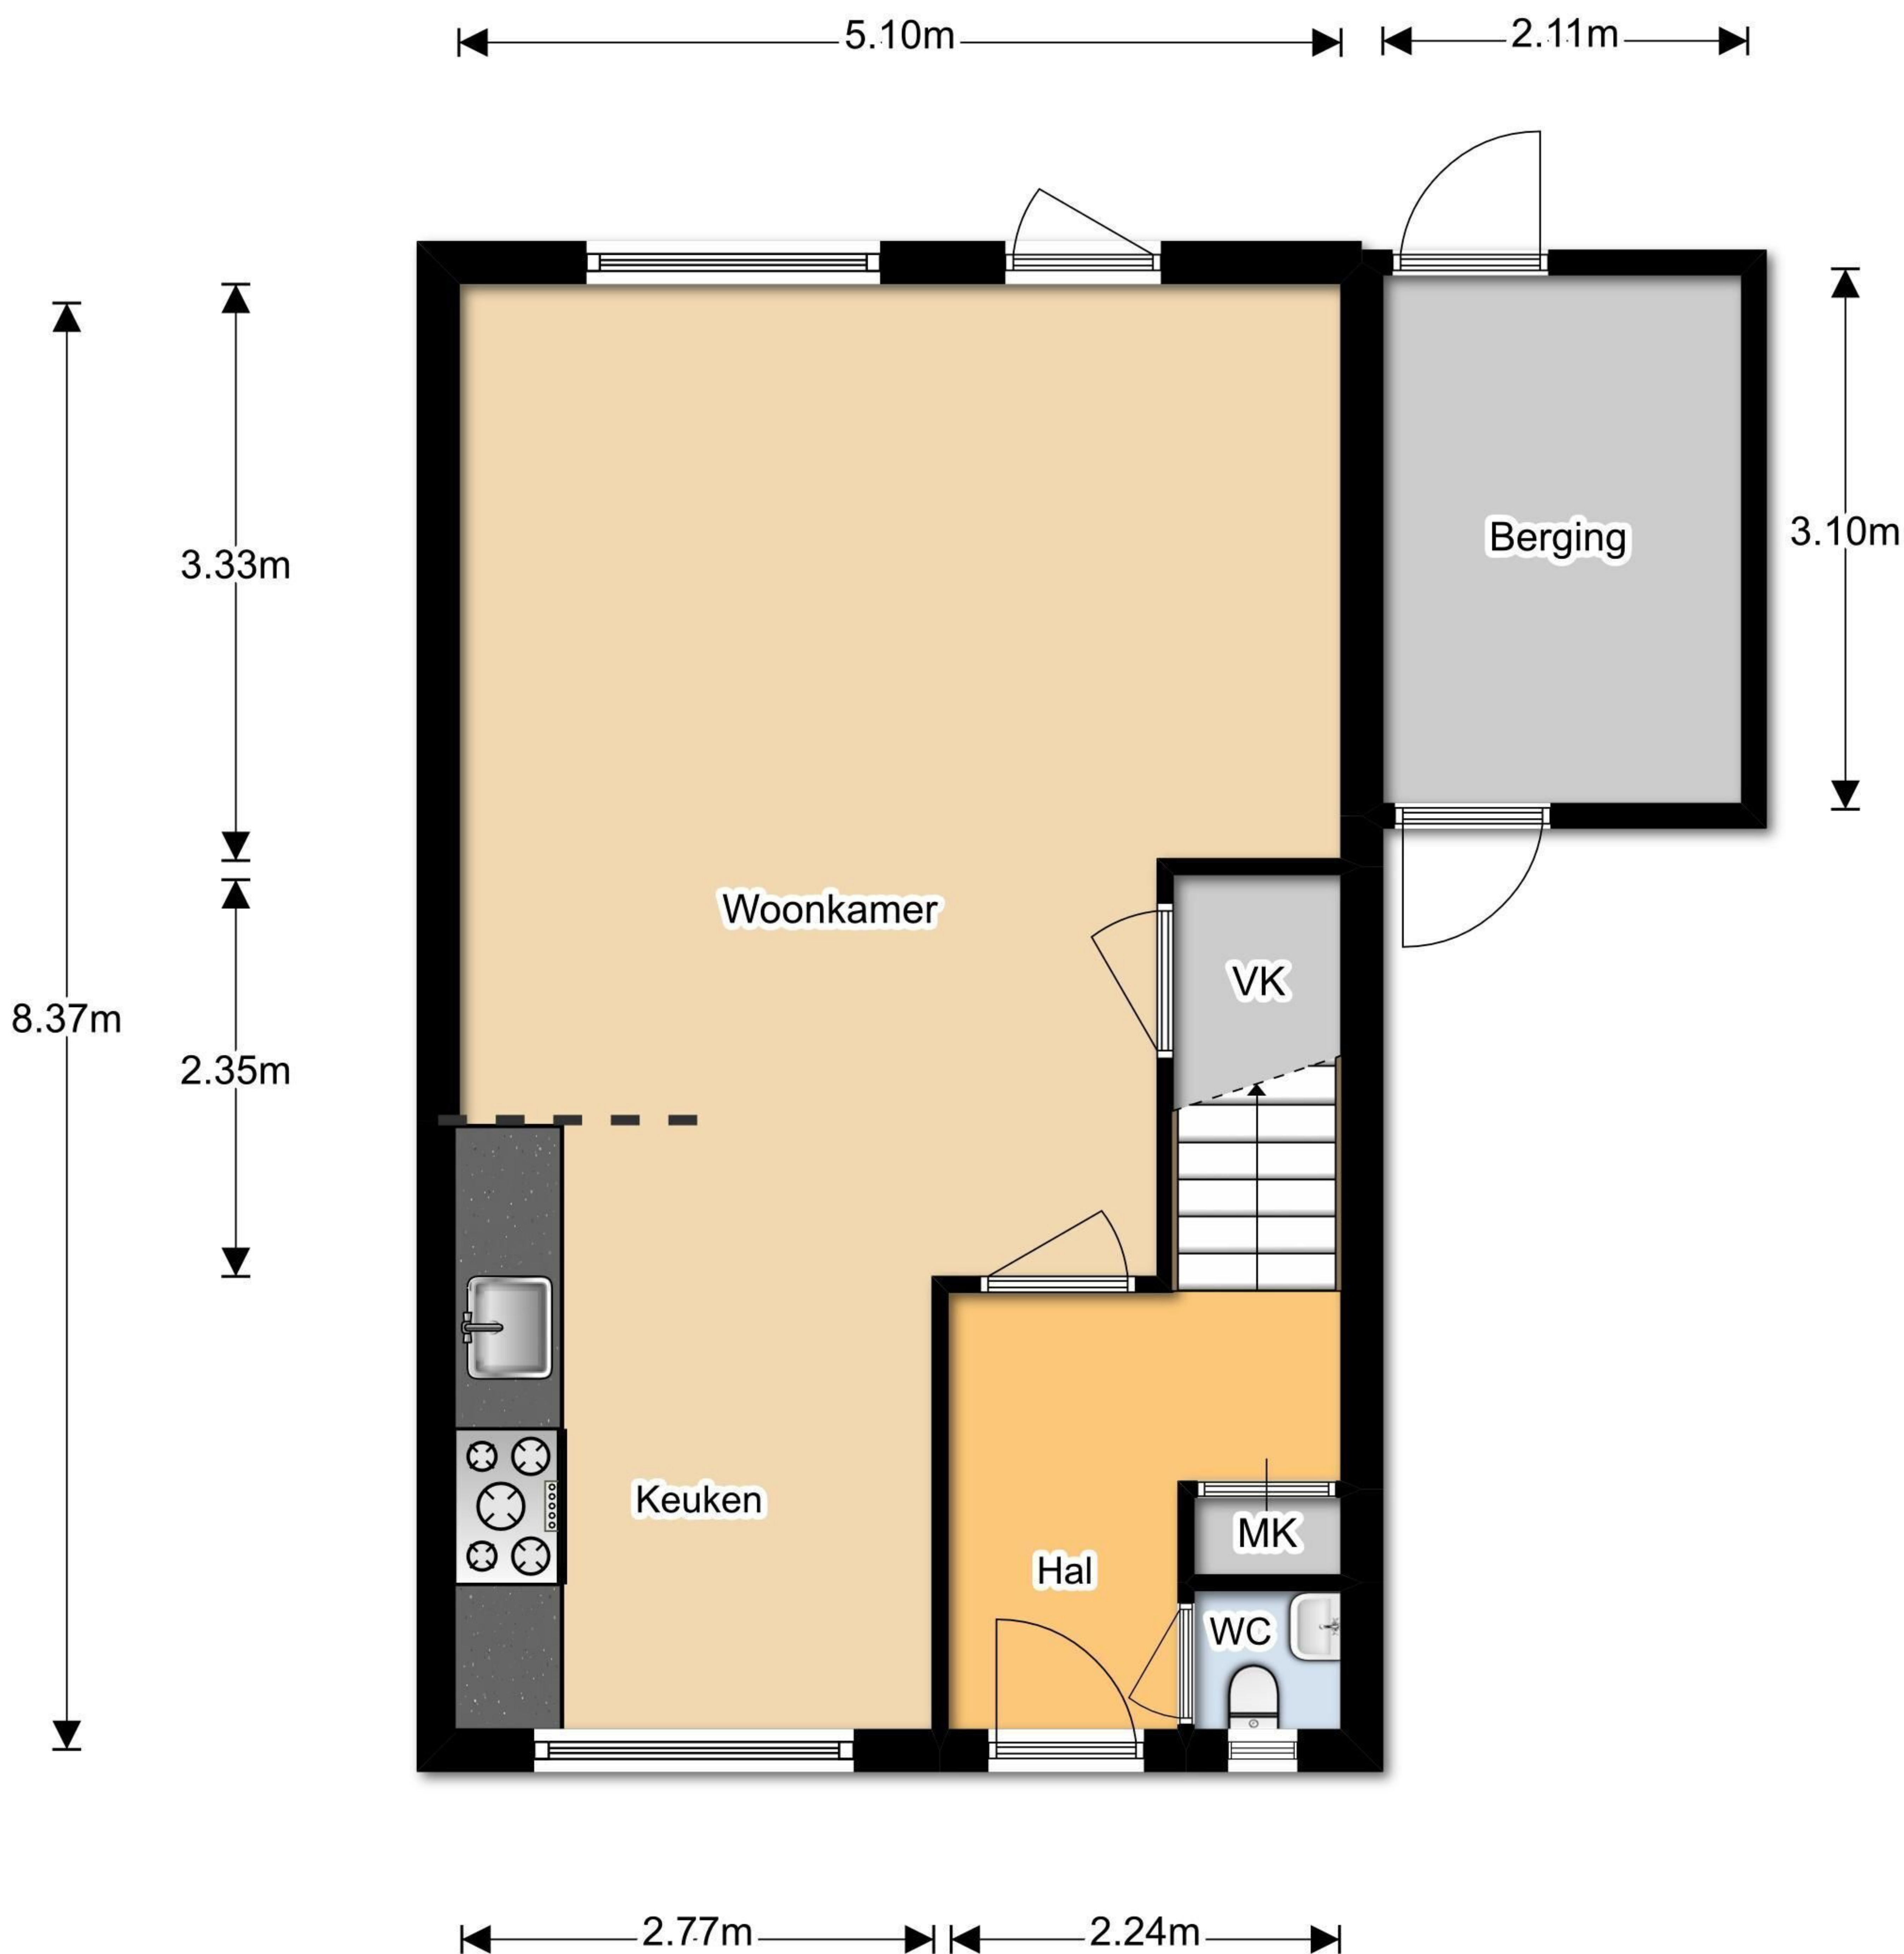 5.10m
2.11m
3.33m
Berging
3.10m
Woonkamer
VK
8.37m
2.35m
Keuken
MK
Hal
WC
2.77m
2.24m